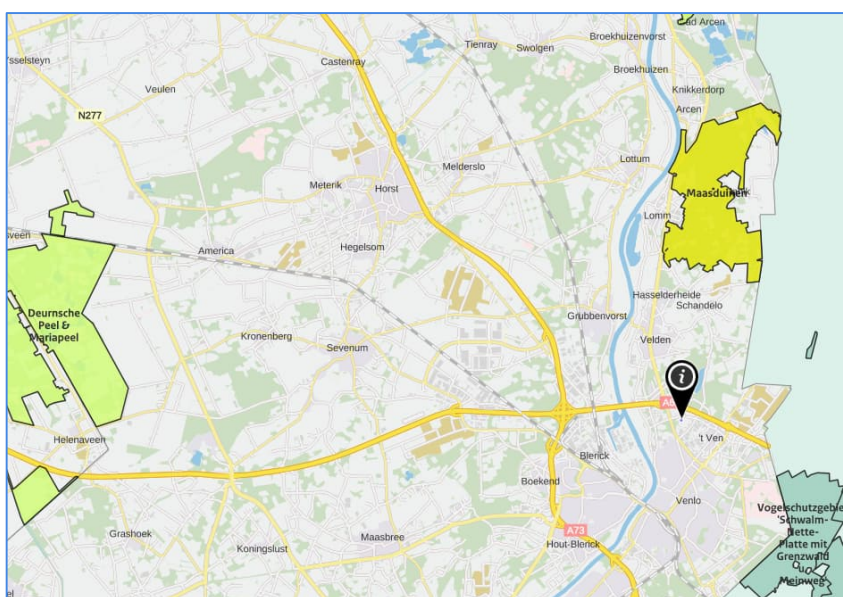 Bad Arcen
Broekhuizenvorst
Tienray
Swolgen
Castenray
Broekhuizen
Veulen
Knikkerdorp
Arcen
N277
Lottum
Melderslo
Meterik
Horst
Maasduinen
Lomm
America
Hegelsom
Hasselderheide
Schandelo
Deurnsche
Peel &
Mariapeel
Grubbenvorst
Kronenberg
Velden
Sevenum
't Ven
Helenaveen
Blerick
Boekend
Venlo
Vogelschutzgebiet
'Schwalm-
Nette-
Platte mit
Grenzwald
u.
Meinweg
A73
Grashoek
Maasbree
Koningslust
Hout-Blerick